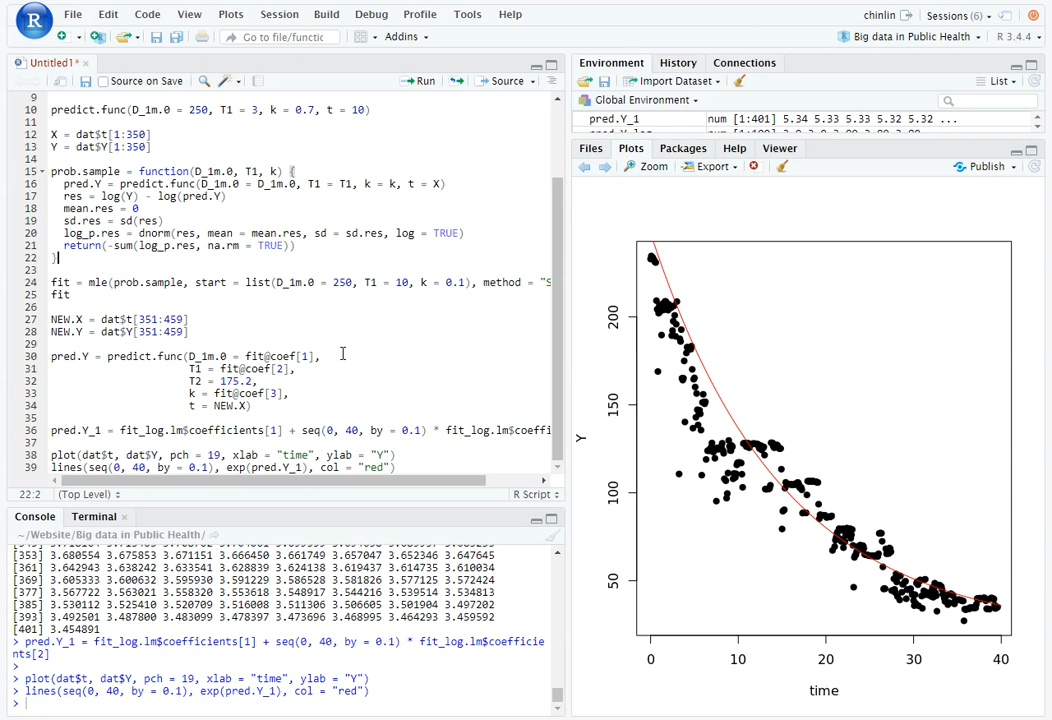 File Edit Code View Plots Session Build Debug Profile Tools Help
chinlin Sessions (6)
Go to file/functic Addins
Big data in Public Health R 3.4.4
Untitled1*
Source on Save Run Source
9
10 predict.func(D_1m.0 = 250, T1 = 3, k = 0.7, t = 10)
11
12 X = dat$t[1:350]
13 Y = dat$Y[1:350]
14
15 prob.sample = function(D_1m.0, T1, k) {
16 pred.Y = predict.func(D_1m.0 = D_1m.0, T1 = T1, k = k, t = X)
17 res = log(Y) - log(pred.Y)
18 mean.res = 0
19 sd.res = sd(res)
20 log_p.res = dnorm(res, mean = mean.res, sd = sd.res, log = TRUE)
21 return(-sum(log_p.res, na.rm = TRUE))
22 }
23
24 fit = mle(prob.sample, start = list(D_1m.0 = 250, T1 = 10, k = 0.1), method = "S
25 fit
26
27 NEW.X = dat$t[351:459]
28 NEW.Y = dat$Y[351:459]
29
30 pred.Y = predict.func(D_1m.0 = fit@coef[1],
31 T1 = fit@coef[2],
32 T2 = 175.2,
33 k = fit@coef[3],
34 t = NEW.X)
35
36 pred.Y_1 = fit_log.lm$coefficients[1] + seq(0, 40, by = 0.1) * fit_log.lm$coeffi
37
38 plot(dat$t, dat$Y, pch = 19, xlab = "time", ylab = "Y")
39 lines(seq(0, 40, by = 0.1), exp(pred.Y_1), col = "red")
22:2 (Top Level) R Script
Console Terminal
~/Website/Big data in Public Health/
[353] 3.680554 3.675853 3.671151 3.666450 3.661749 3.657047 3.652346 3.647645
[361] 3.642943 3.638242 3.633541 3.628839 3.624138 3.619437 3.614735 3.610034
[369] 3.605333 3.600632 3.595930 3.591229 3.586528 3.581826 3.577125 3.572424
[377] 3.567722 3.563021 3.558320 3.553618 3.548917 3.544216 3.539514 3.534813
[385] 3.530112 3.525410 3.520709 3.516008 3.511306 3.506605 3.501904 3.497202
[393] 3.492501 3.487800 3.483099 3.478397 3.473696 3.468995 3.464293 3.459592
[401] 3.454891
> pred.Y_1 = fit_log.lm$coefficients[1] + seq(0, 40, by = 0.1) * fit_log.lm$coefficie
nts[2]
>
> plot(dat$t, dat$Y, pch = 19, xlab = "time", ylab = "Y")
> lines(seq(0, 40, by = 0.1), exp(pred.Y_1), col = "red")
>
Environment History Connections
Import Dataset List
Global Environment
pred.Y_1 num [1:401] 5.34 5.33 5.33 5.32 5.32 ...
Files Plots Packages Help Viewer
Zoom Export Publish
200
150
100
50
Y
0 10 20 30 40
time